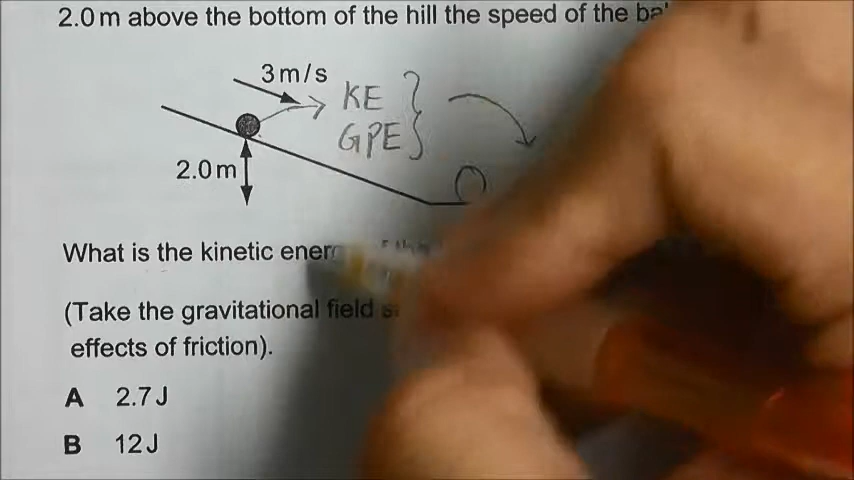 2.0 m above the bottom of the hill the speed of the
3 m/s
KE
GPE
2.0 m
What is the kinetic
(Take the gravitational field
effects of friction).
A 2.7 J
B 12 J